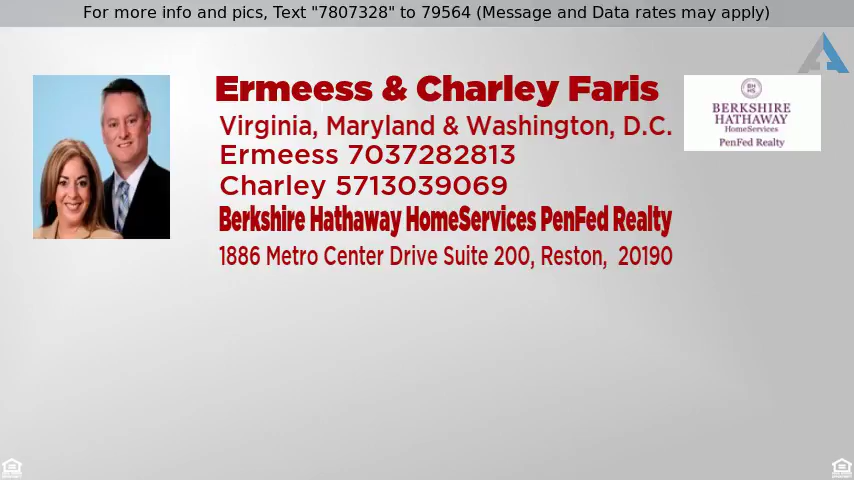 For more info and pics, Text "7807328" to 79564 (Message and Data rates may apply)
Ermeess & Charley Faris
Virginia, Maryland & Washington, D.C.
Ermeess 7037282813
Charley 5713039069
Berkshire Hathaway HomeServices PenFed Realty
1886 Metro Center Drive Suite 200, Reston,  20190
BH
HS
BERKSHIRE
HATHAWAY
HomeServices
PenFed Realty